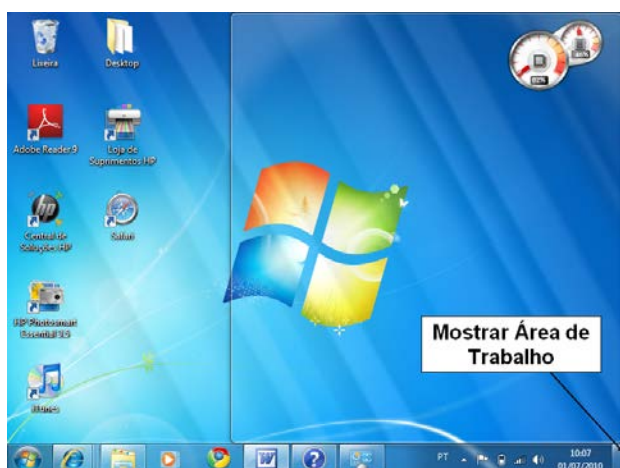 Lixeira
Desktop
Adobe Reader 9
Loja de
Suprimentos HP
Central de
Soluções HP
Safari
HP Photosmart
Essential 3.5
iTunes
Mostrar Área de
Trabalho
PT
10:07
01/07/2010